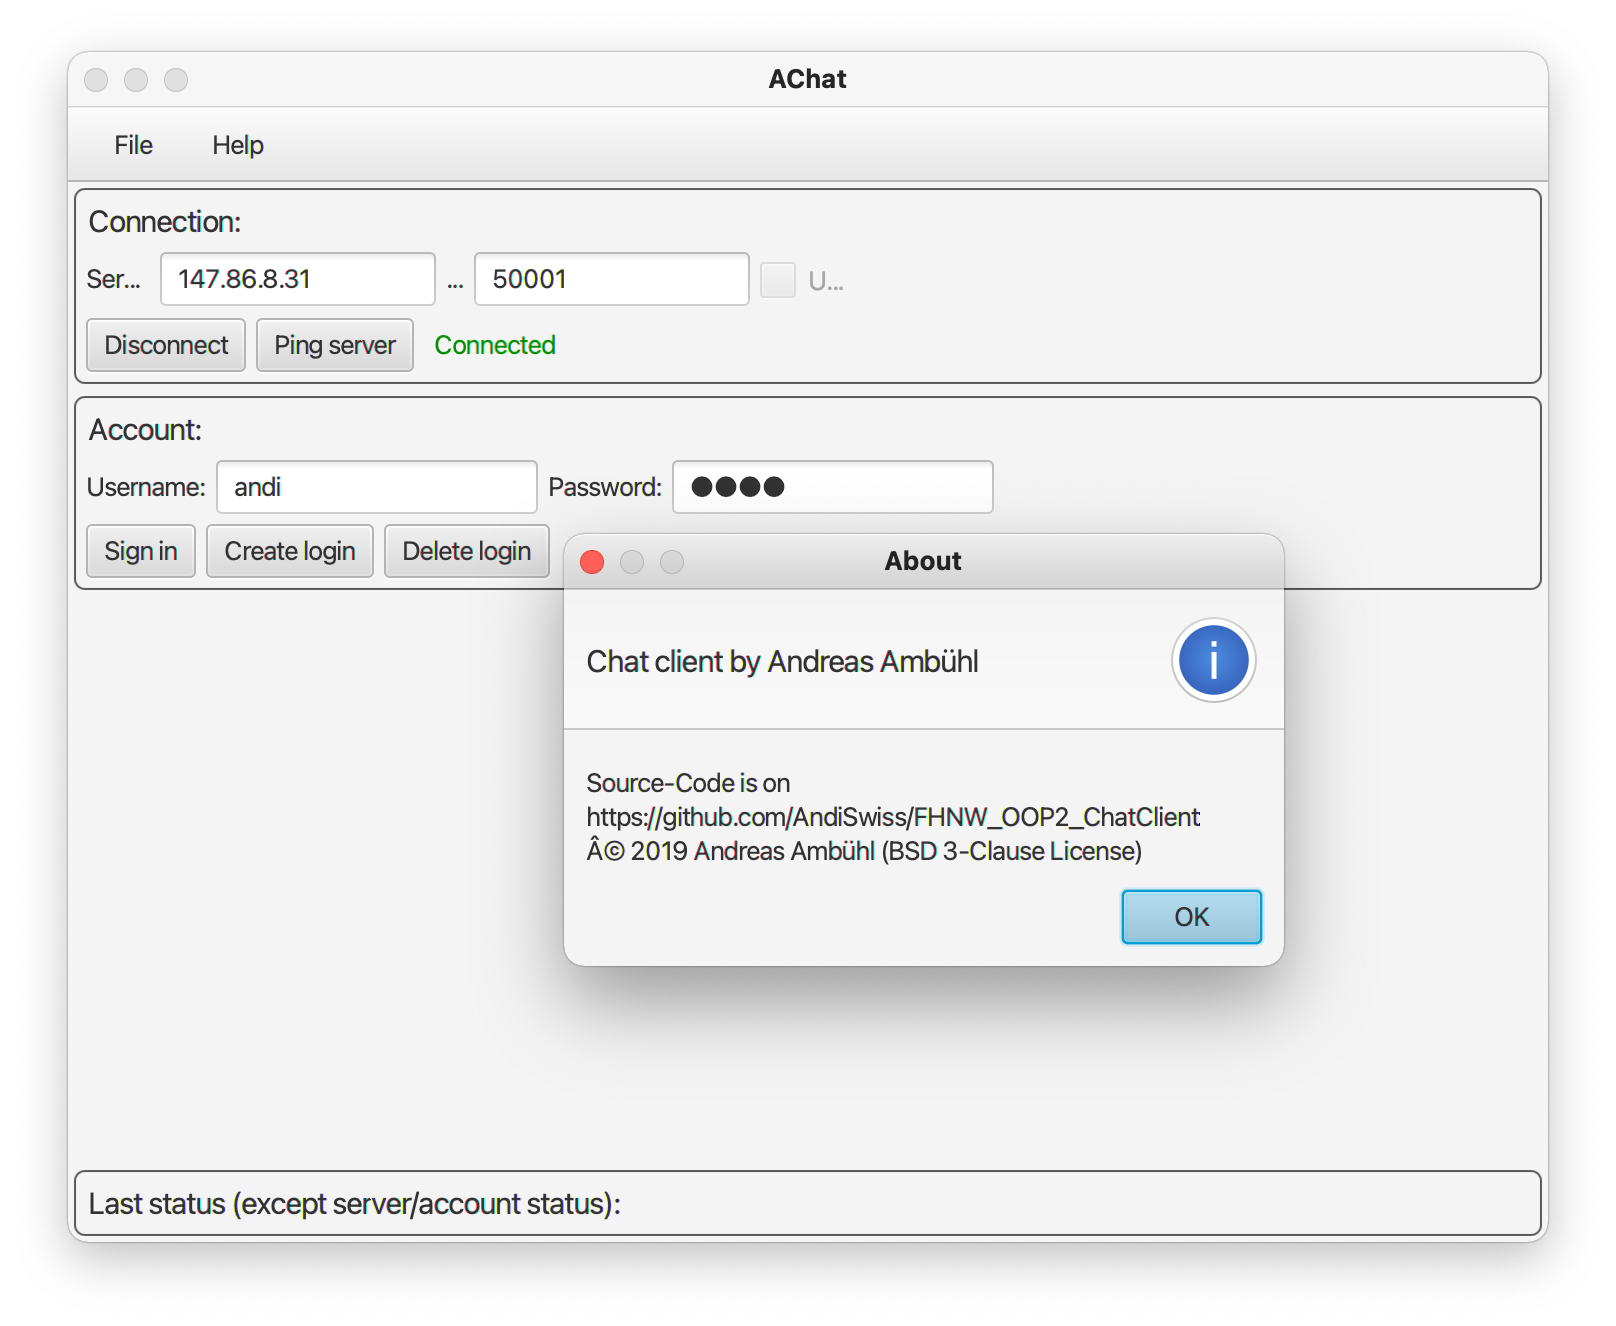 AChat
File Help
Connection:
Ser... 147.86.8.31 ... 50001 U...
Disconnect Ping server Connected
Account:
Username: andi Password: ●●●●
Sign in Create login Delete login
About
Chat client by Andreas Ambühl
i
Source-Code is on
https://github.com/AndiSwiss/FHNW_OOP2_ChatClient
Â© 2019 Andreas Ambühl (BSD 3-Clause License)
OK
Last status (except server/account status):